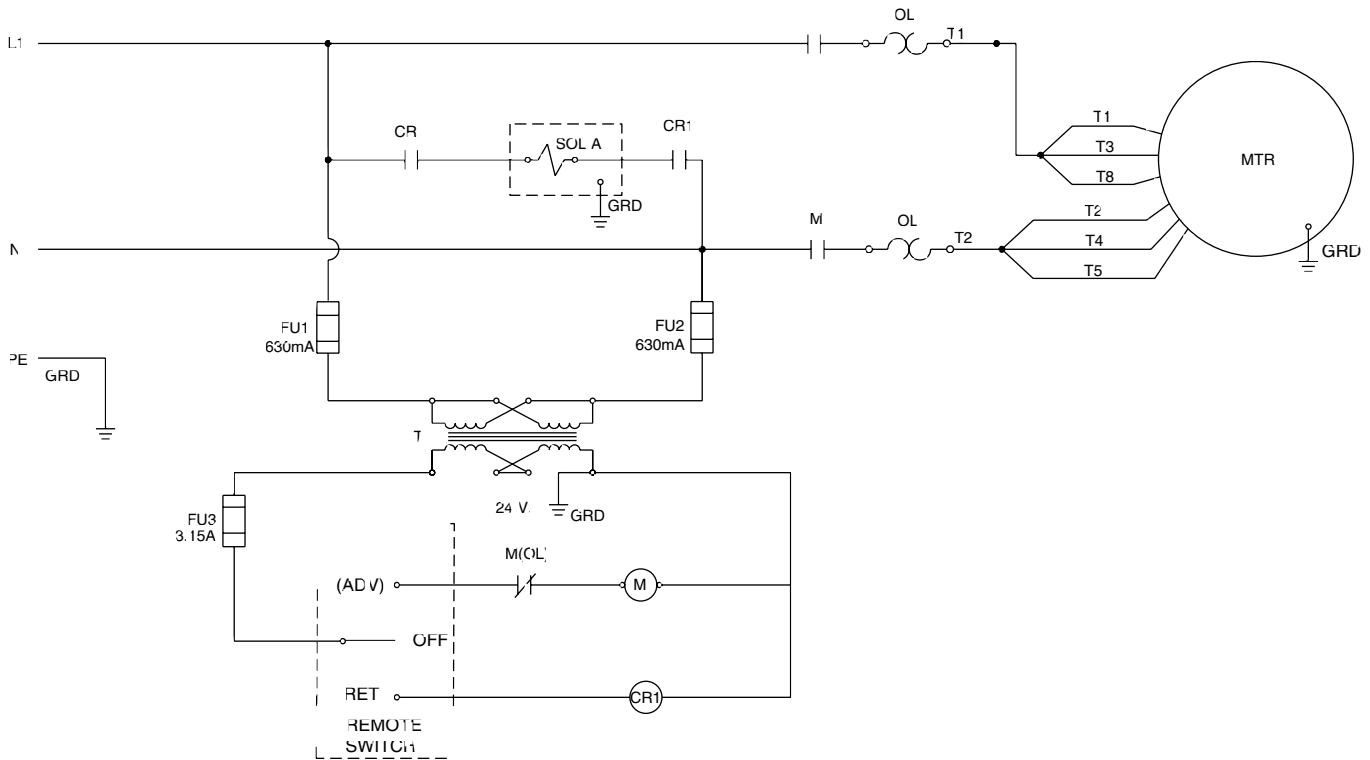 OL
L1
T1
CR
SOL A
CR1
T1
T3
MTR
T8
GRD
M
OL
T2
N
T2
T4
GRD
T5
FU1
630mA
FU2
630mA
PE
GRD
T
24 V.
GRD
FU3
3.15A
M(OL)
(ADV)
M
OFF
RET
CR1
REMOTE
SWITCH